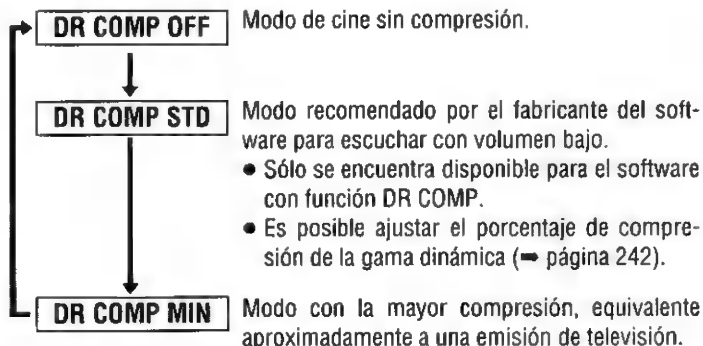 DR COMP OFF Modo de cine sin compresión.
DR COMP STD Modo recomendado por el fabricante del soft-
ware para escuchar con volumen bajo.
• Sólo se encuentra disponible para el software
con función DR COMP.
• Es posible ajustar el porcentaje de compre-
sión de la gama dinámica (➡ página 242).
DR COMP MIN Modo con la mayor compresión, equivalente
aproximadamente a una emisión de televisión.